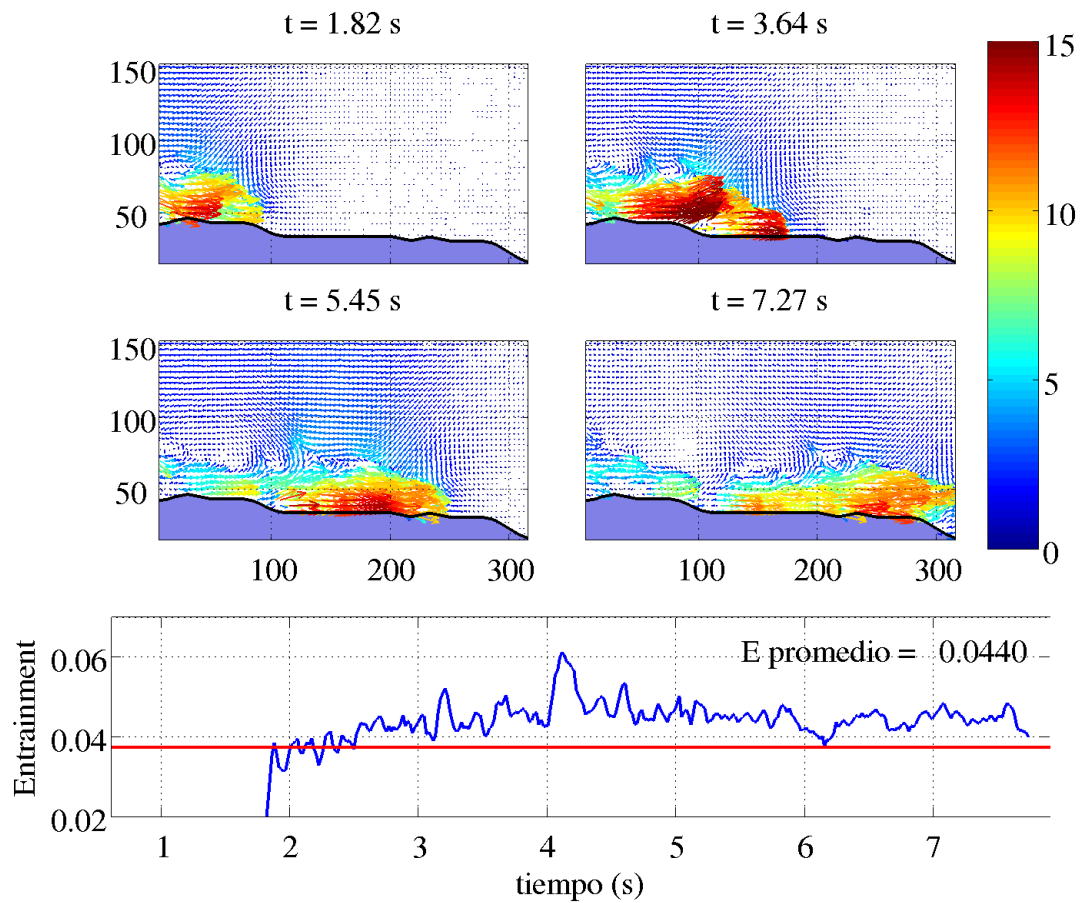 t = 1.82 s
t = 3.64 s
150
100
50
15
10
5
0
t = 5.45 s
t = 7.27 s
150
100
50
100 200 300
100 200 300
Entrainment
0.06
0.04
0.02
E promedio = 0.0440
1 2 3 4 5 6 7
tiempo (s)